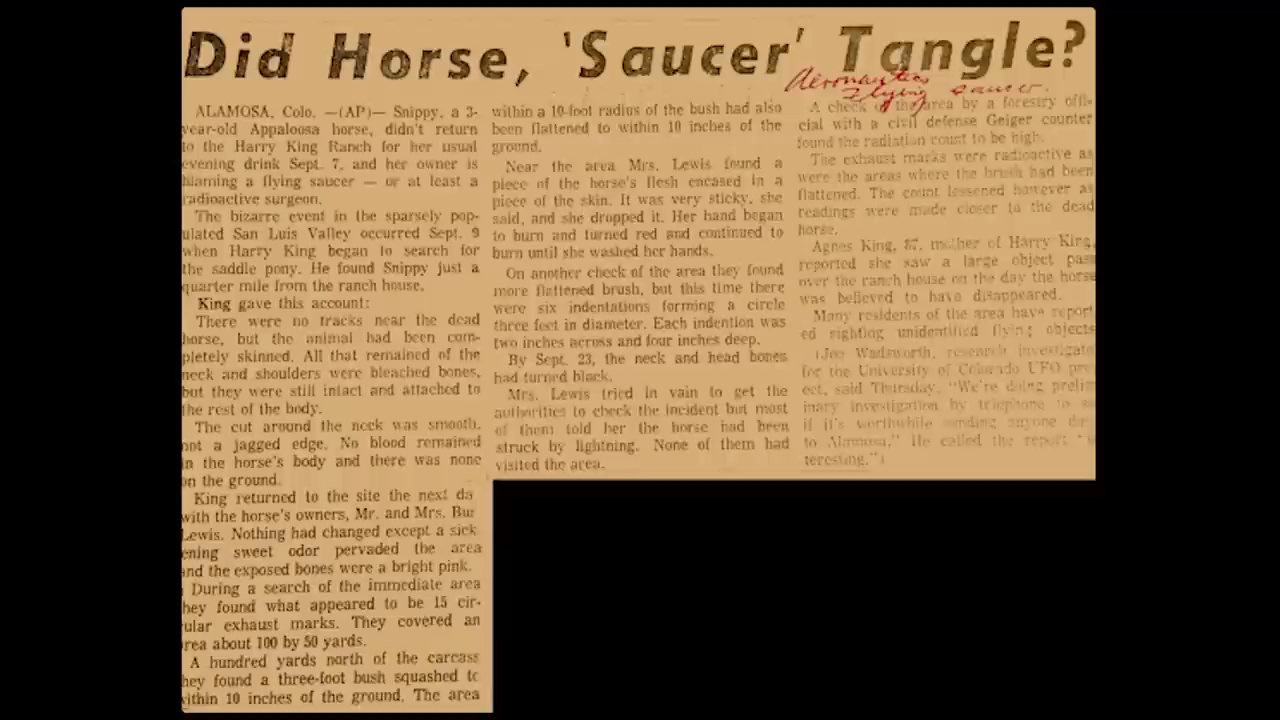 Did Horse, 'Saucer' Tangle?
Aeronautics
Flying saucer.
ALAMOSA, Colo. —(AP)— Snippy, a 3-
year-old Appaloosa horse, didn't return
to the Harry King Ranch for her usual
evening drink Sept. 7, and her owner is
blaming a flying saucer — or at least a
radioactive surgeon.
The bizarre event in the sparsely pop-
ulated San Luis Valley occurred Sept. 9
when Harry King began to search for
the saddle pony. He found Snippy just a
quarter mile from the ranch house.
King gave this account:
There were no tracks near the dead
horse, but the animal had been com-
pletely skinned. All that remained of the
neck and shoulders were bleached bones,
but they were still intact and attached to
the rest of the body.
The cut around the neck was smooth,
not a jagged edge. No blood remained
in the horse's body and there was none
on the ground.
King returned to the site the next da
with the horse's owners, Mr. and Mrs. Bur
Lewis. Nothing had changed except a sick
ening sweet odor pervaded the area
and the exposed bones were a bright pink.
During a search of the immediate area
hey found what appeared to be 15 cir-
ular exhaust marks. They covered an
rea about 100 by 50 yards.
A hundred yards north of the carcass
hey found a three-foot bush squashed to
within 10 inches of the ground. The area
within a 10-foot radius of the bush had also
been flattened to within 10 inches of the
ground.
Near the area Mrs. Lewis found a
piece of the horse's flesh encased in a
piece of the skin. It was very sticky, she
said, and she dropped it. Her hand began
to burn and turned red and continued to
burn until she washed her hands.
On another check of the area they found
more flattened brush, but this time there
were six indentations forming a circle
three feet in diameter. Each indention was
two inches across and four inches deep.
By Sept. 23, the neck and head bones
had turned black.
Mrs. Lewis tried in vain to get the
authorities to check the incident but most
of them told her the horse had been
struck by lightning. None of them had
visited the area.
A check of the area by a forestry offi-
cial with a civil defense Geiger counter
found the radiation count to be high.
The exhaust marks were radioactive as
were the areas where the brush had been
flattened. The count lessened however as
readings were made closer to the dead
horse.
Agnes King, 87, mother of Harry King,
reported she saw a large object pass
over the ranch house on the day the horse
was believed to have disappeared.
Many residents of the area have report
ed sighting unidentified flying objects
(Joe Wadsworth, research investigato
for the University of Colorado UFO pro
ect, said Thursday, "We're doing prelim
inary investigation by telephone to se
if it's worthwhile sending anyone
to Alamosa." He called the report
teresting.")